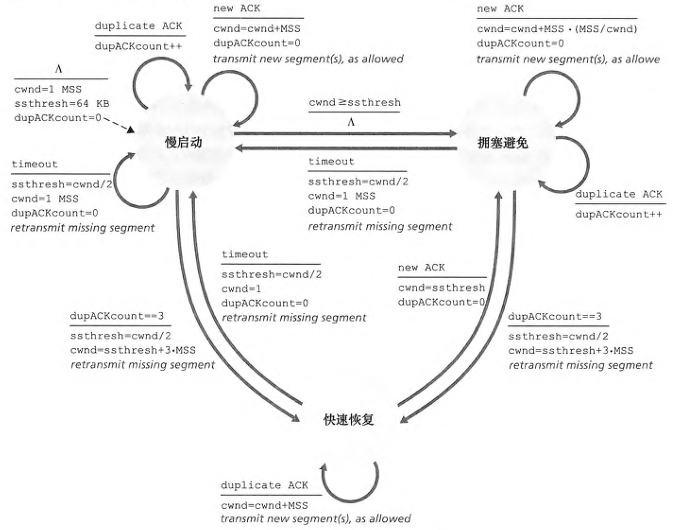 new ACK
cwnd=cwnd+MSS
dupACKcount=0
transmit new segment(s), as allowed
duplicate ACK
dupACKcount++
Λ
cwnd=1 MSS
ssthresh=64 KB
dupACKcount=0
慢启动
timeout
ssthresh=cwnd/2
cwnd=1 MSS
dupACKcount=0
retransmit missing segment
cwnd≥ssthresh
Λ
timeout
ssthresh=cwnd/2
cwnd=1 MSS
dupACKcount=0
retransmit missing segment
new ACK
cwnd=cwnd+MSS·(MSS/cwnd)
dupACKcount=0
transmit new segment(s), as allowe
拥塞避免
duplicate ACK
dupACKcount++
timeout
ssthresh=cwnd/2
cwnd=1
dupACKcount=0
retransmit missing segment
new ACK
cwnd=ssthresh
dupACKcount=0
dupACKcount==3
ssthresh=cwnd/2
cwnd=ssthresh+3·MSS
retransmit missing segment
dupACKcount==3
ssthresh=cwnd/2
cwnd=ssthresh+3·MSS
retransmit missing segment
快速恢复
duplicate ACK
cwnd=cwnd+MSS
transmit new segment(s), as allowed